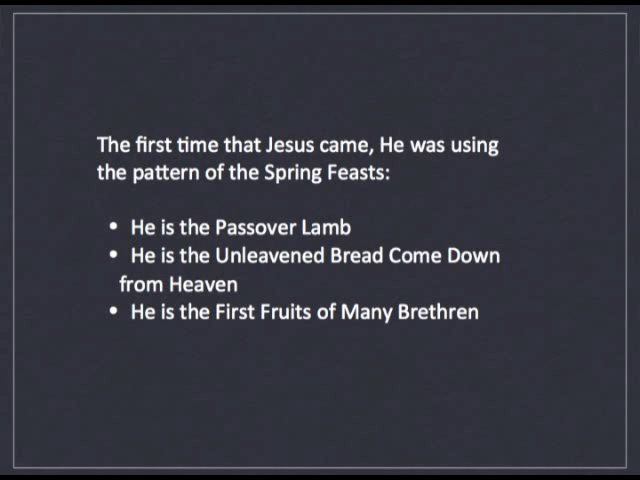 The first time that Jesus came, He was using
the pattern of the Spring Feasts:
• He is the Passover Lamb
• He is the Unleavened Bread Come Down
from Heaven
• He is the First Fruits of Many Brethren